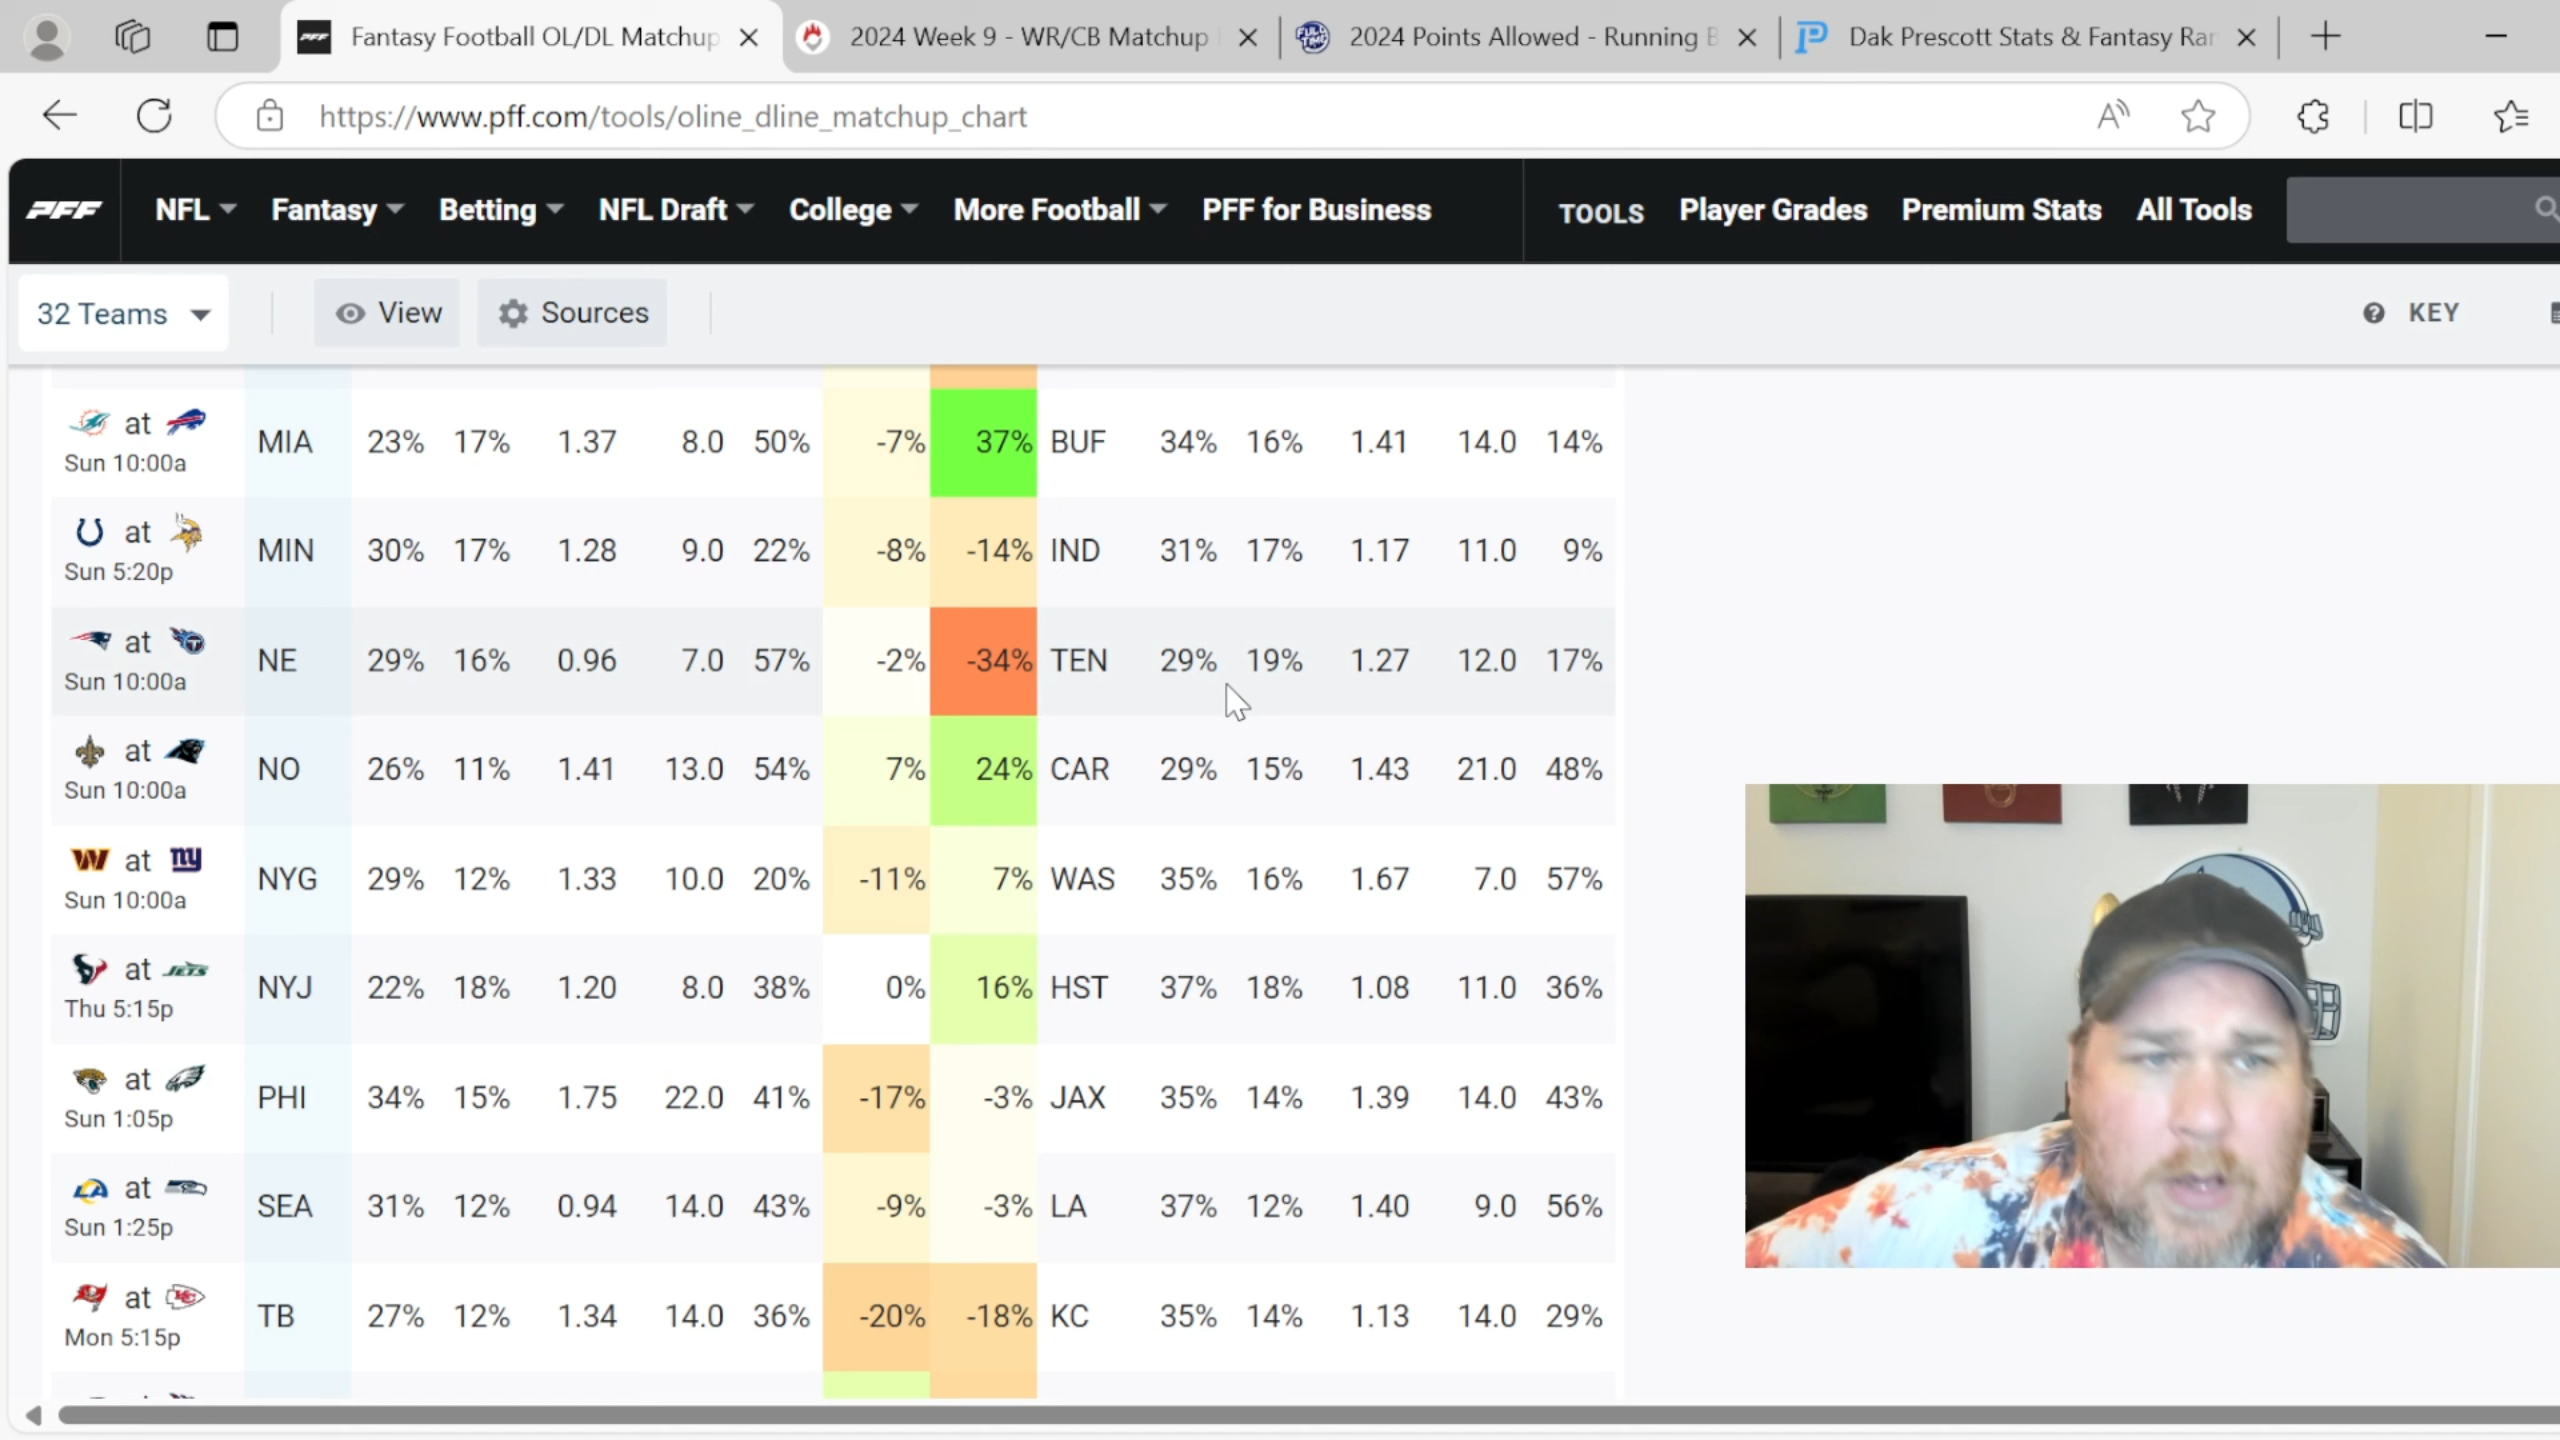 Fantasy Football OL/DL Matchup
2024 Week 9 - WR/CB Matchup
2024 Points Allowed - Running B
Dak Prescott Stats & Fantasy Ran
https://www.pff.com/tools/oline_dline_matchup_chart
PFF NFL Fantasy Betting NFL Draft College More Football PFF for Business TOOLS Player Grades Premium Stats All Tools
32 Teams View Sources KEY
at
Sun 10:00a
MIA 23% 17% 1.37 8.0 50% -7% 37% BUF 34% 16% 1.41 14.0 14%
at
Sun 5:20p
MIN 30% 17% 1.28 9.0 22% -8% -14% IND 31% 17% 1.17 11.0 9%
at
Sun 10:00a
NE 29% 16% 0.96 7.0 57% -2% -34% TEN 29% 19% 1.27 12.0 17%
at
Sun 10:00a
NO 26% 11% 1.41 13.0 54% 7% 24% CAR 29% 15% 1.43 21.0 48%
W at ny
Sun 10:00a
NYG 29% 12% 1.33 10.0 20% -11% 7% WAS 35% 16% 1.67 7.0 57%
at JETS
Thu 5:15p
NYJ 22% 18% 1.20 8.0 38% 0% 16% HST 37% 18% 1.08 11.0 36%
at
Sun 1:05p
PHI 34% 15% 1.75 22.0 41% -17% -3% JAX 35% 14% 1.39 14.0 43%
LA at
Sun 1:25p
SEA 31% 12% 0.94 14.0 43% -9% -3% LA 37% 12% 1.40 9.0 56%
at KC
Mon 5:15p
TB 27% 12% 1.34 14.0 36% -20% -18% KC 35% 14% 1.13 14.0 29%